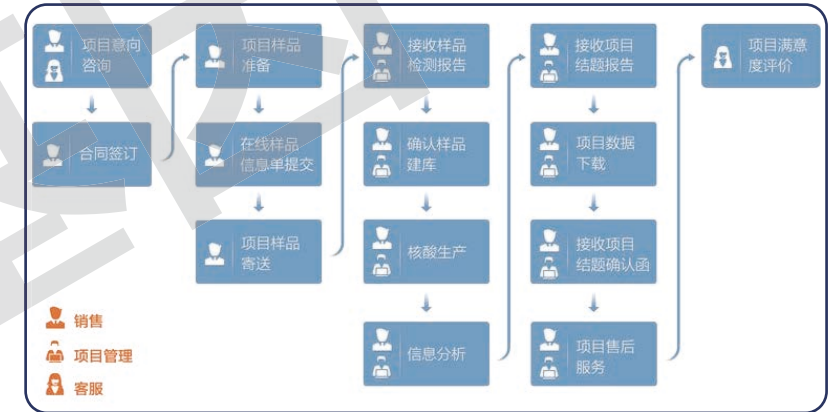 项目意向
咨询
合同签订
项目样品
准备
在线样品
信息单提交
项目样品
寄送
接收样品
检测报告
确认样品
建库
核酸生产
信息分析
接收项目
结题报告
项目数据
下载
接收项目
结题确认函
项目售后
服务
项目满意
度评价
销售
项目管理
客服